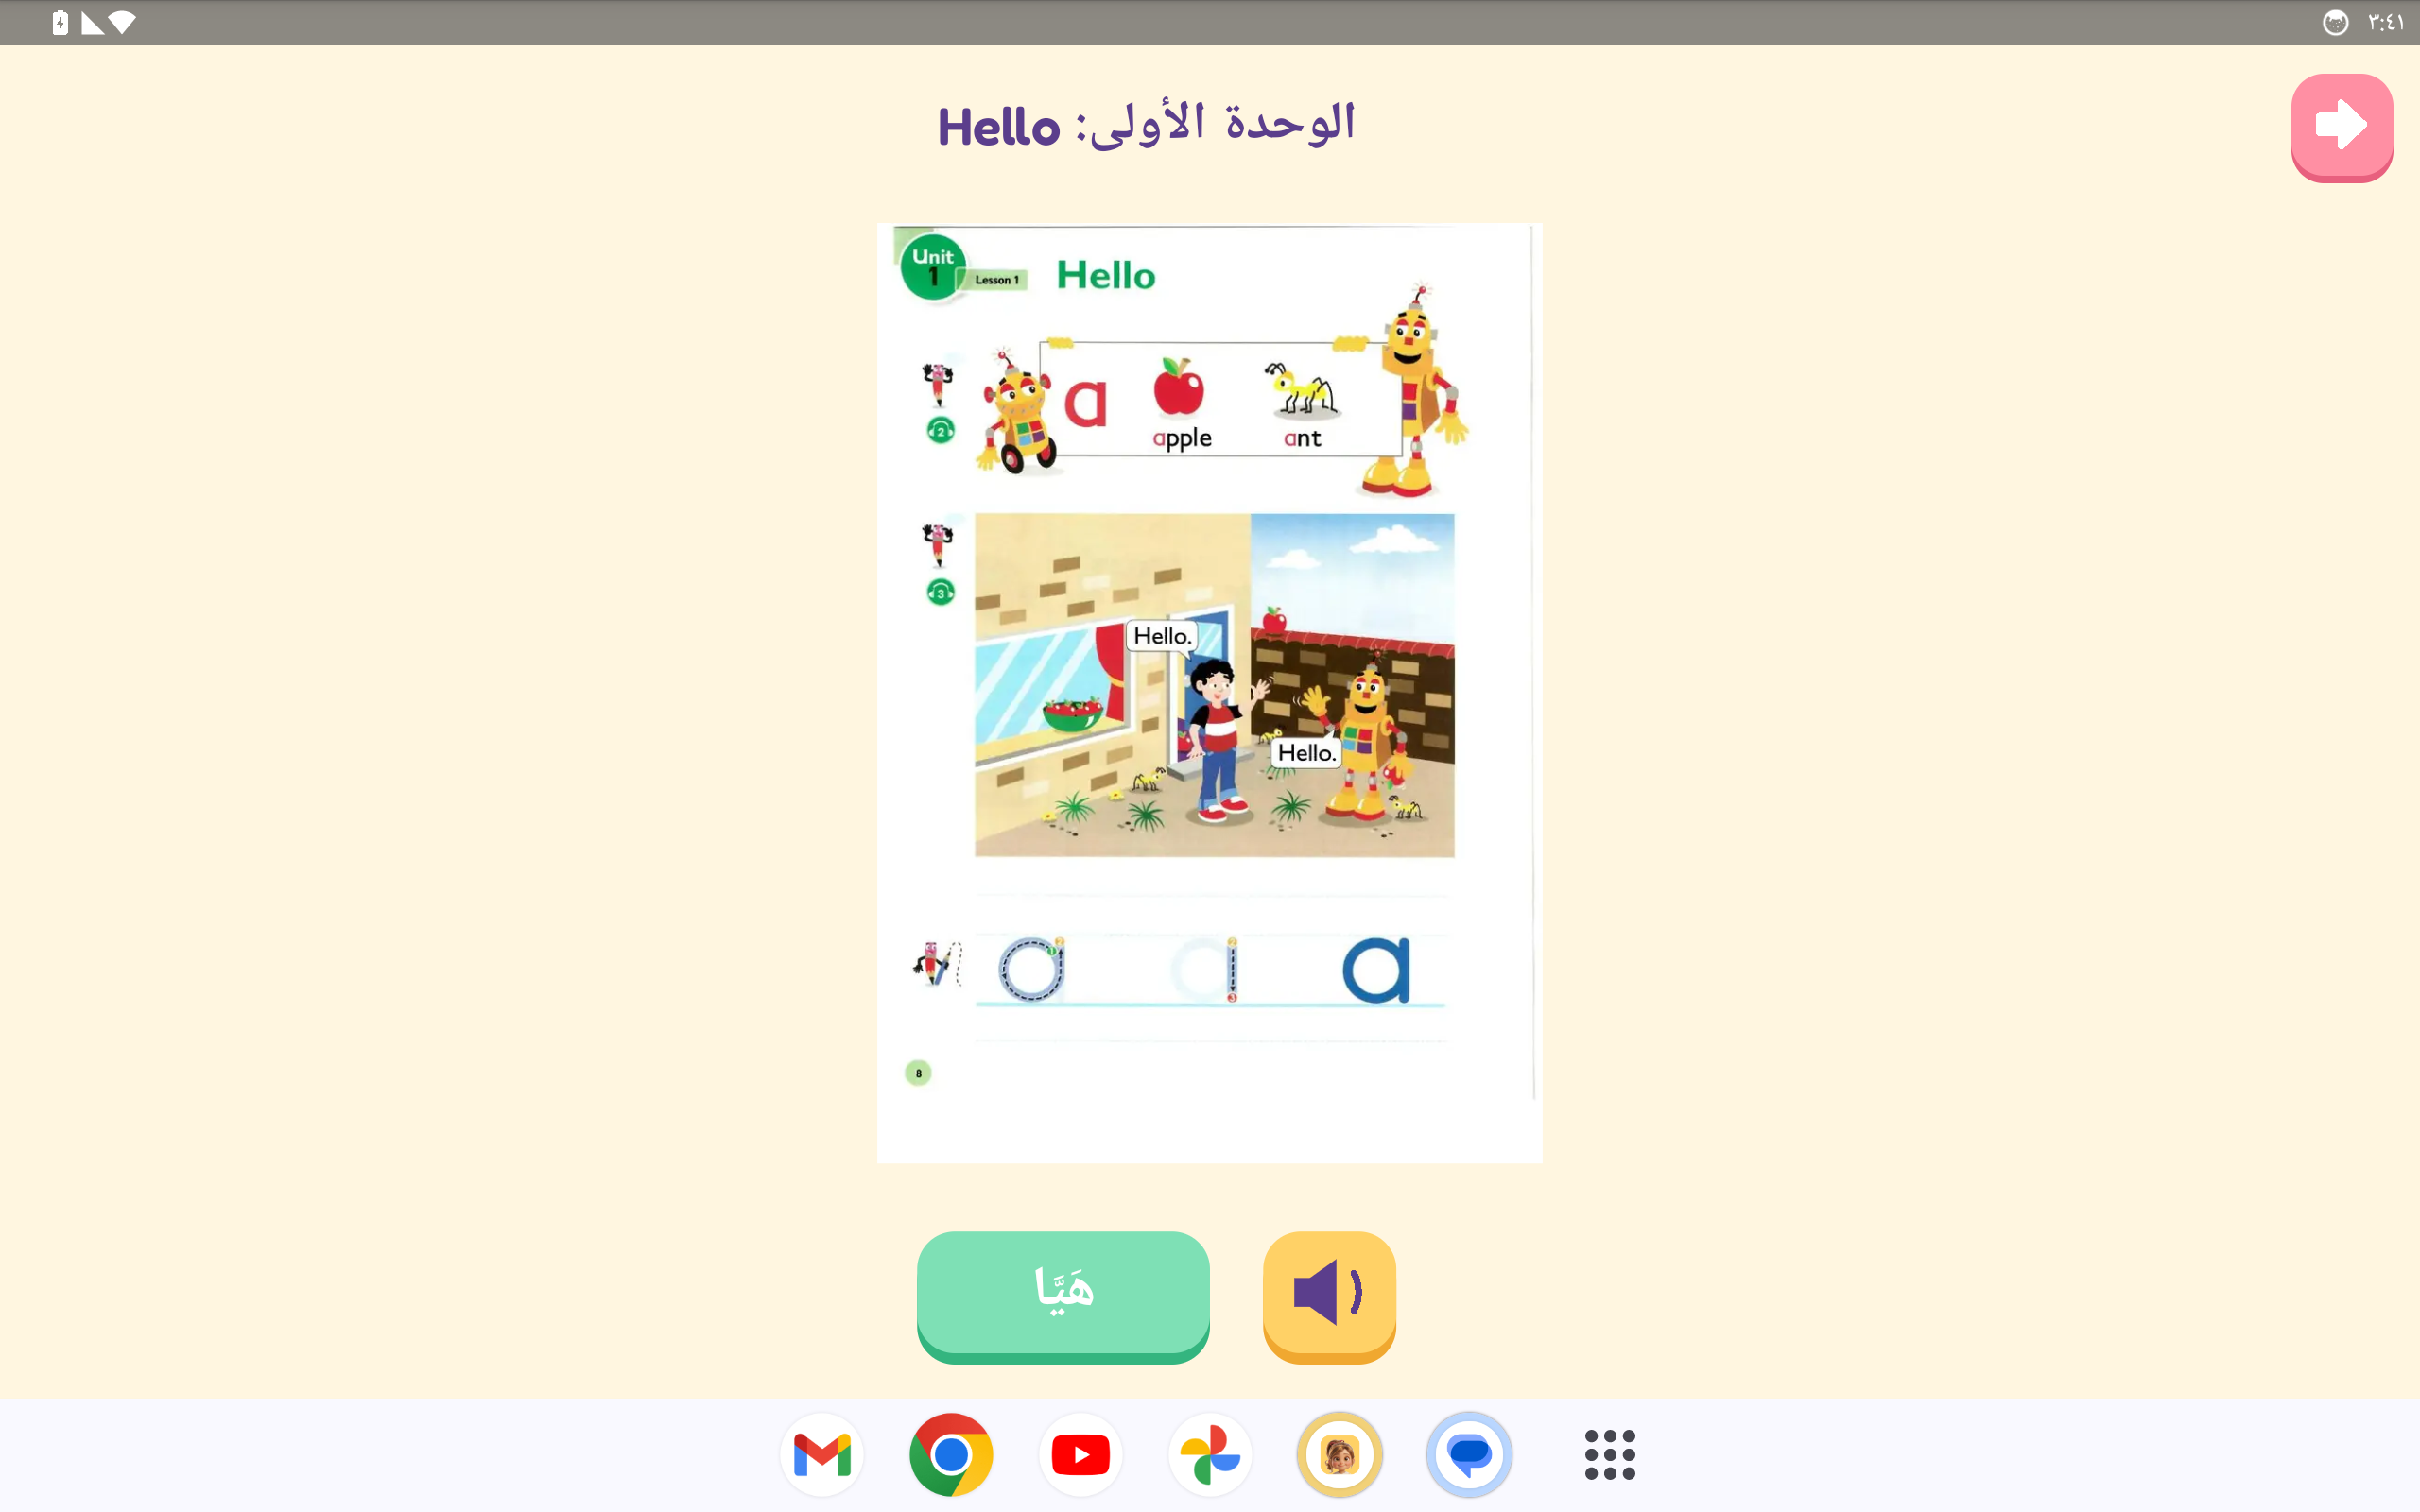 ٣:٤١
الوحدة الأولى: Hello
Unit
1
Lesson 1
Hello
a
apple
ant
2
3
Hello.
Hello.
a a a
8
هَيَّا